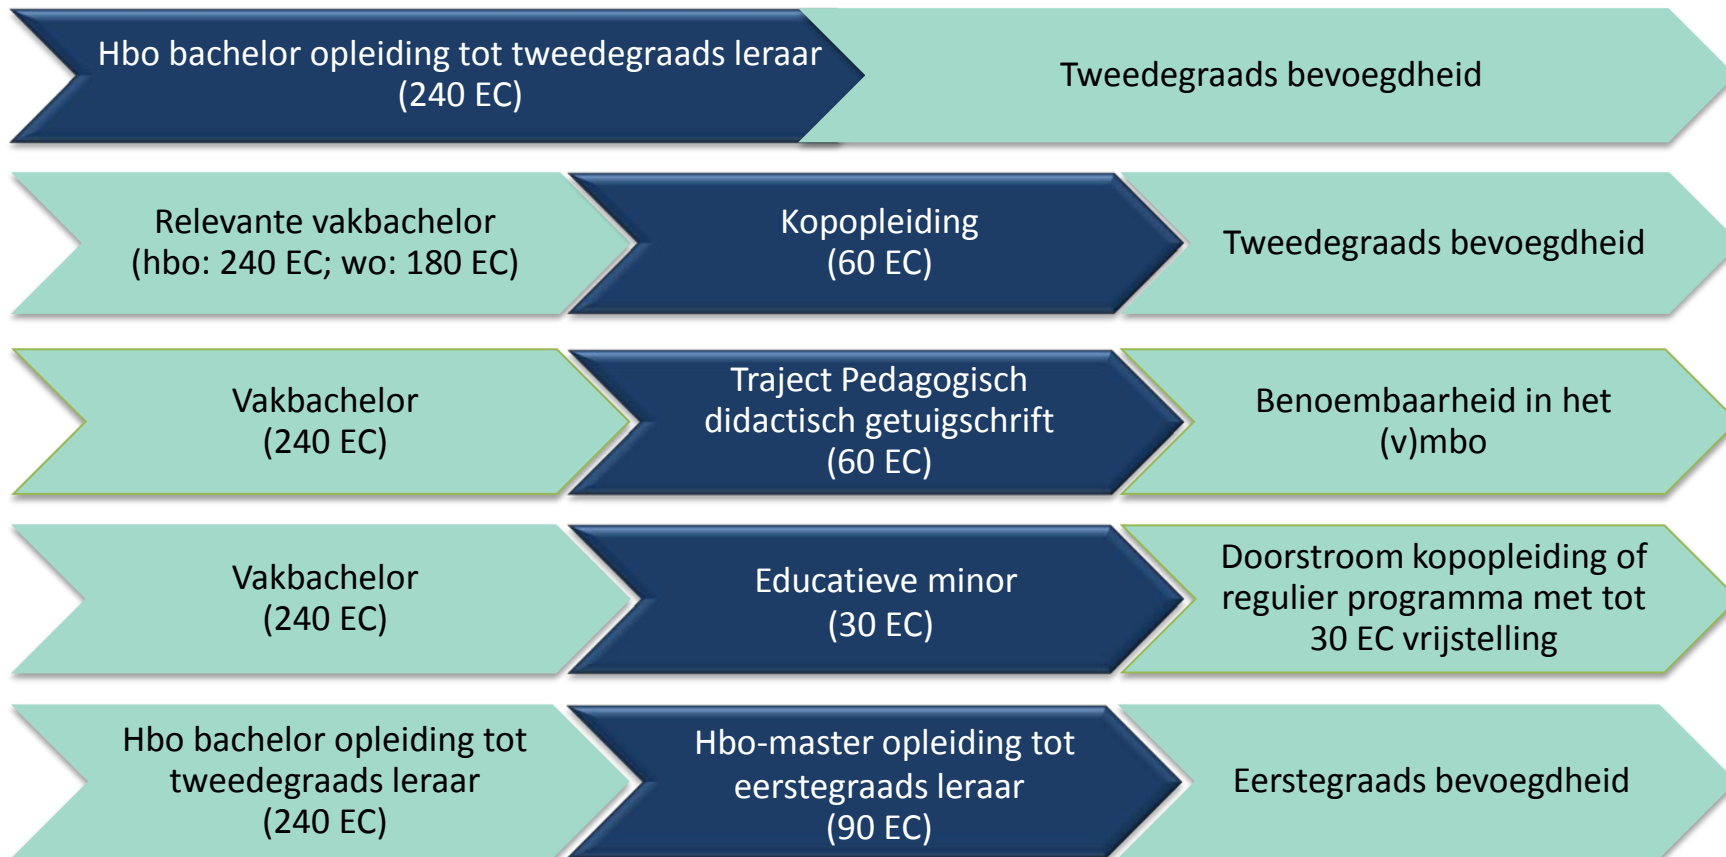 Hbo bachelor opleiding tot tweedegraads leraar
(240 EC)
Tweedegraads bevoegdheid
Relevante vakbachelor
(hbo: 240 EC; wo: 180 EC)
Kopopleiding
(60 EC)
Tweedegraads bevoegdheid
Vakbachelor
(240 EC)
Traject Pedagogisch
didactisch getuigschrift
(60 EC)
Benoembaarheid in het
(v)mbo
Vakbachelor
(240 EC)
Educatieve minor
(30 EC)
Doorstroom kopopleiding of
regulier programma met tot
30 EC vrijstelling
Hbo bachelor opleiding tot
tweedegraads leraar
(240 EC)
Hbo-master opleiding tot
eerstegraads leraar
(90 EC)
Eerstegraads bevoegdheid